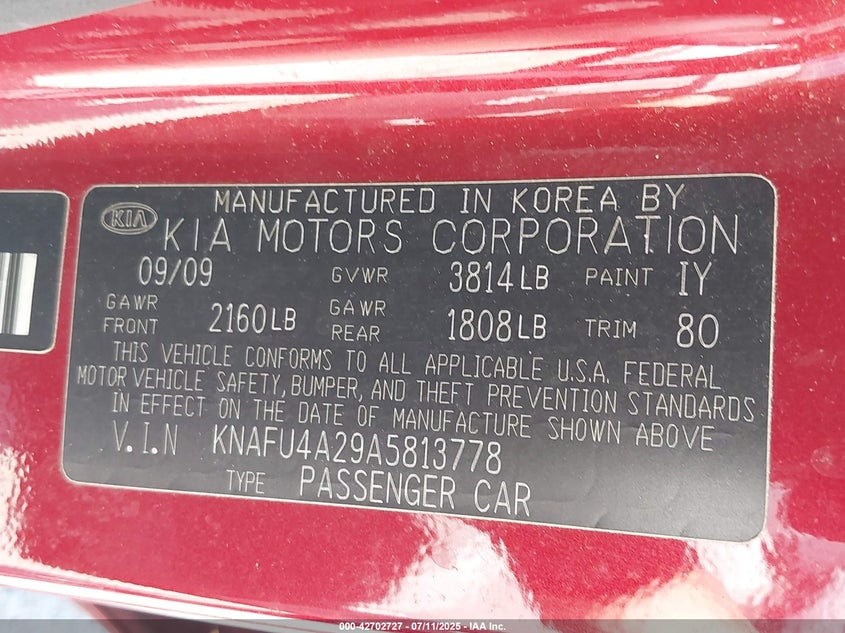 MANUFACTURED IN KOREA BY
KIA KIA MOTORS CORPORATION
09/09 GVWR 3814LB PAINT IY
GAWR FRONT 2160LB GAWR REAR 1808LB TRIM 80
THIS VEHICLE CONFORMS TO ALL APPLICABLE U.S.A. FEDERAL
MOTOR VEHICLE SAFETY, BUMPER, AND THEFT PREVENTION STANDARDS
IN EFFECT ON THE DATE OF MANUFACTURE SHOWN ABOVE
V.I.N KNAFU4A29A5813778
TYPE PASSENGER CAR
000-42702727 - 07/11/2025 - IAA Inc.